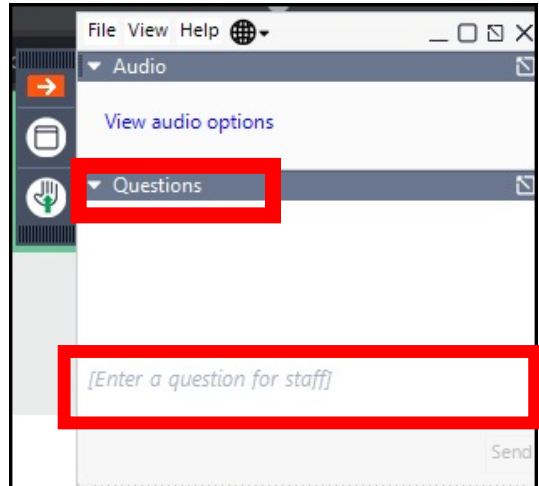 File View Help
Audio
View audio options
Questions
[Enter a question for staff]
Send